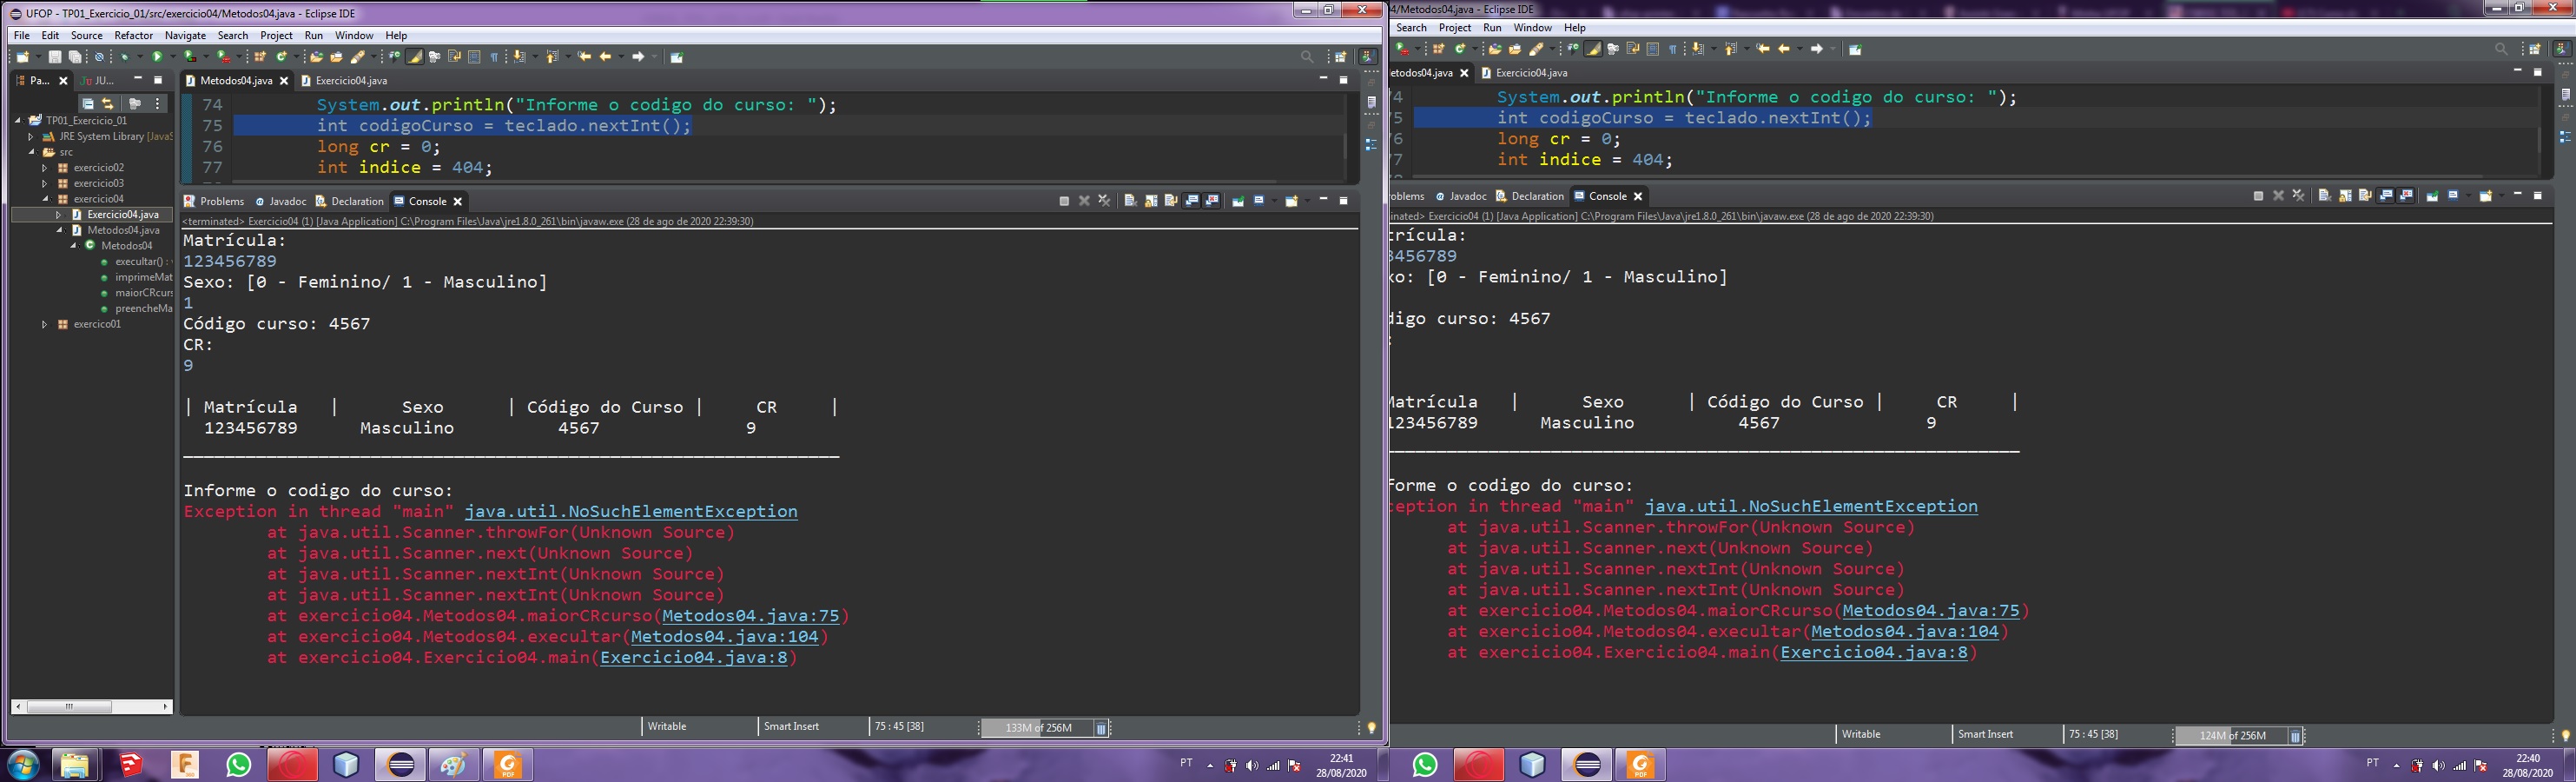 UFOP - TP01_Exercicio_01/src/exercicio04/Metodos04.java - Eclipse IDE
File Edit Source Refactor Navigate Search Project Run Window Help
Pa... JU...
TP01_Exercicio_01
JRE System Library [JavaS
src
exercicio02
exercicio03
exercicio04
Exercicio04.java
Metodos04.java
Metodos04
execultar() :
imprimeMat
maiorCRcurs
preencheMa
exercico01
Metodos04.java Exercicio04.java
74 System.out.println("Informe o codigo do curso: ");
75 int codigoCurso = teclado.nextInt();
76 long cr = 0;
77 int indice = 404;
Problems Javadoc Declaration Console
<terminated> Exercicio04 (1) [Java Application] C:\Program Files\Java\jre1.8.0_261\bin\javaw.exe (28 de ago de 2020 22:39:30)
Matrícula:
123456789
Sexo: [0 - Feminino/ 1 - Masculino]
1
Código curso: 4567
CR:
9
| Matrícula | Sexo | Código do Curso | CR |
123456789 Masculino 4567 9
Informe o codigo do curso:
Exception in thread "main" java.util.NoSuchElementException
at java.util.Scanner.throwFor(Unknown Source)
at java.util.Scanner.next(Unknown Source)
at java.util.Scanner.nextInt(Unknown Source)
at java.util.Scanner.nextInt(Unknown Source)
at exercicio04.Metodos04.maiorCRcurso(Metodos04.java:75)
at exercicio04.Metodos04.execultar(Metodos04.java:104)
at exercicio04.Exercicio04.main(Exercicio04.java:8)
Writable Smart Insert 75 : 45 [38] 133M of 256M
PT 22:41
28/08/2020
4/Metodos04.java - Eclipse IDE
Search Project Run Window Help
etodos04.java Exercicio04.java
74 System.out.println("Informe o codigo do curso: ");
75 int codigoCurso = teclado.nextInt();
76 long cr = 0;
77 int indice = 404;
oblems Javadoc Declaration Console
inated> Exercicio04 (1) [Java Application] C:\Program Files\Java\jre1.8.0_261\bin\javaw.exe (28 de ago de 2020 22:39:30)
trícula:
3456789
xo: [0 - Feminino/ 1 - Masculino]
digo curso: 4567
:
Matrícula | Sexo | Código do Curso | CR |
123456789 Masculino 4567 9
forme o codigo do curso:
ception in thread "main" java.util.NoSuchElementException
at java.util.Scanner.throwFor(Unknown Source)
at java.util.Scanner.next(Unknown Source)
at java.util.Scanner.nextInt(Unknown Source)
at java.util.Scanner.nextInt(Unknown Source)
at exercicio04.Metodos04.maiorCRcurso(Metodos04.java:75)
at exercicio04.Metodos04.execultar(Metodos04.java:104)
at exercicio04.Exercicio04.main(Exercicio04.java:8)
Writable Smart Insert 75 : 45 [38] 124M of 256M
PT 22:40
28/08/2020